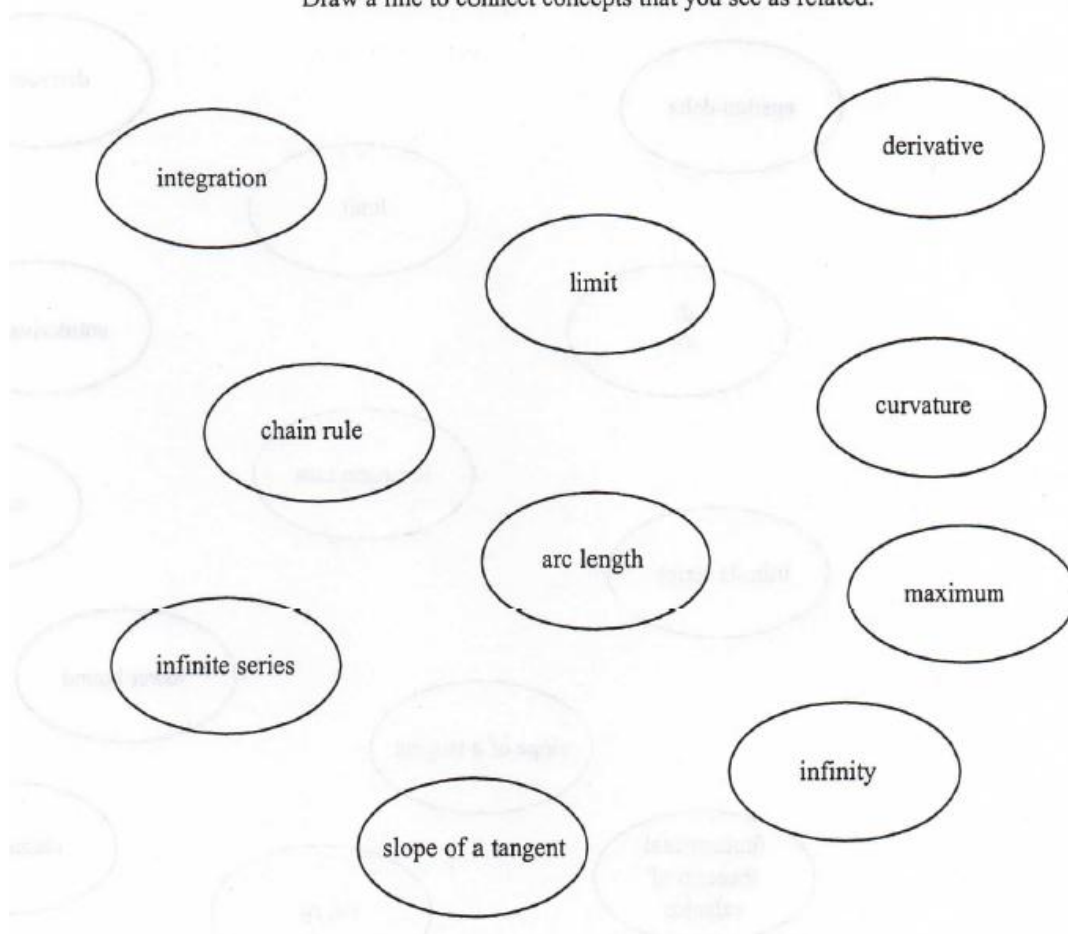 Draw a line to connect concepts that you see as related.
derivative
integration
limit
curvature
chain rule
arc length
maximum
infinite series
infinity
slope of a tangent